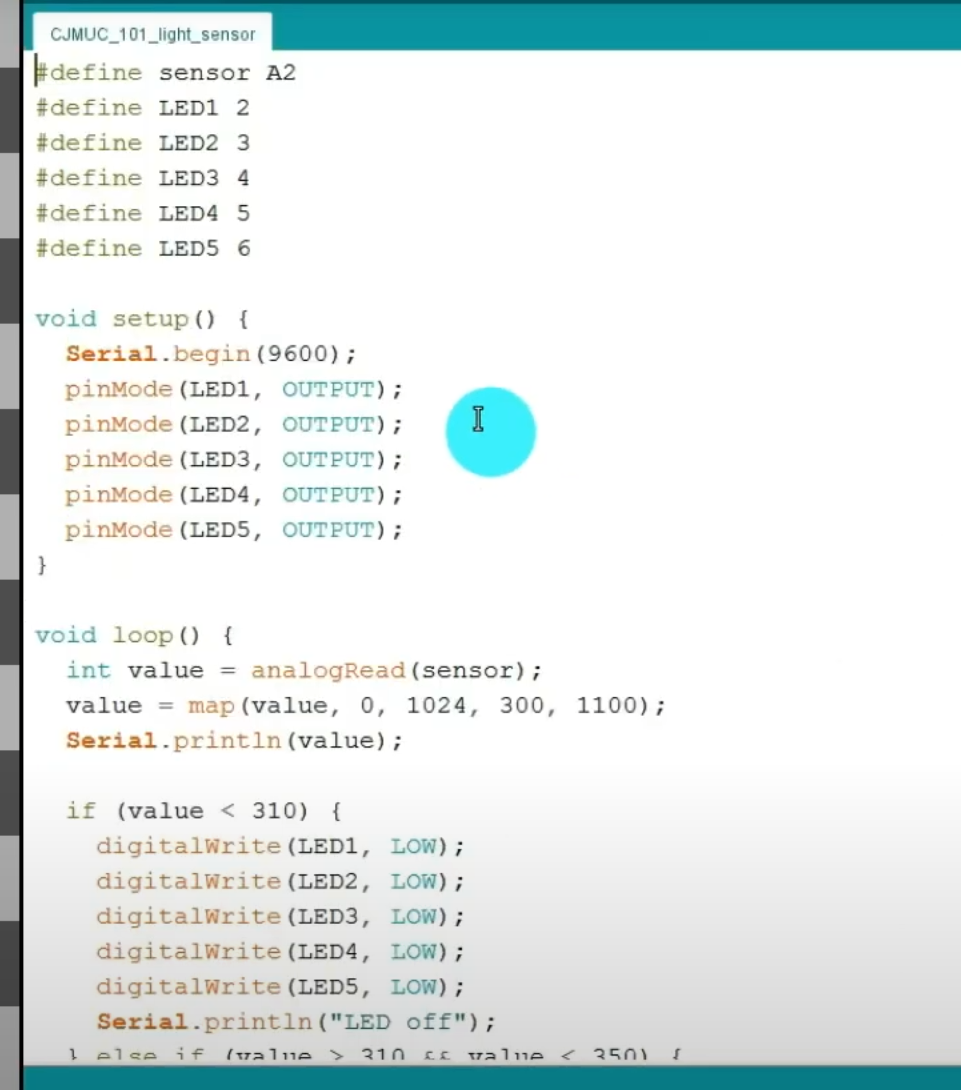 CJMUC_101_light_sensor
#define sensor A2
#define LED1 2
#define LED2 3
#define LED3 4
#define LED4 5
#define LED5 6
void setup() {
Serial.begin(9600);
pinMode(LED1, OUTPUT);
pinMode(LED2, OUTPUT);
pinMode(LED3, OUTPUT);
pinMode(LED4, OUTPUT);
pinMode(LED5, OUTPUT);
}
void loop() {
int value = analogRead(sensor);
value = map(value, 0, 1024, 300, 1100);
Serial.println(value);
if (value < 310) {
digitalWrite(LED1, LOW);
digitalWrite(LED2, LOW);
digitalWrite(LED3, LOW);
digitalWrite(LED4, LOW);
digitalWrite(LED5, LOW);
Serial.println("LED off");
} else if (value > 310 && value < 350) {